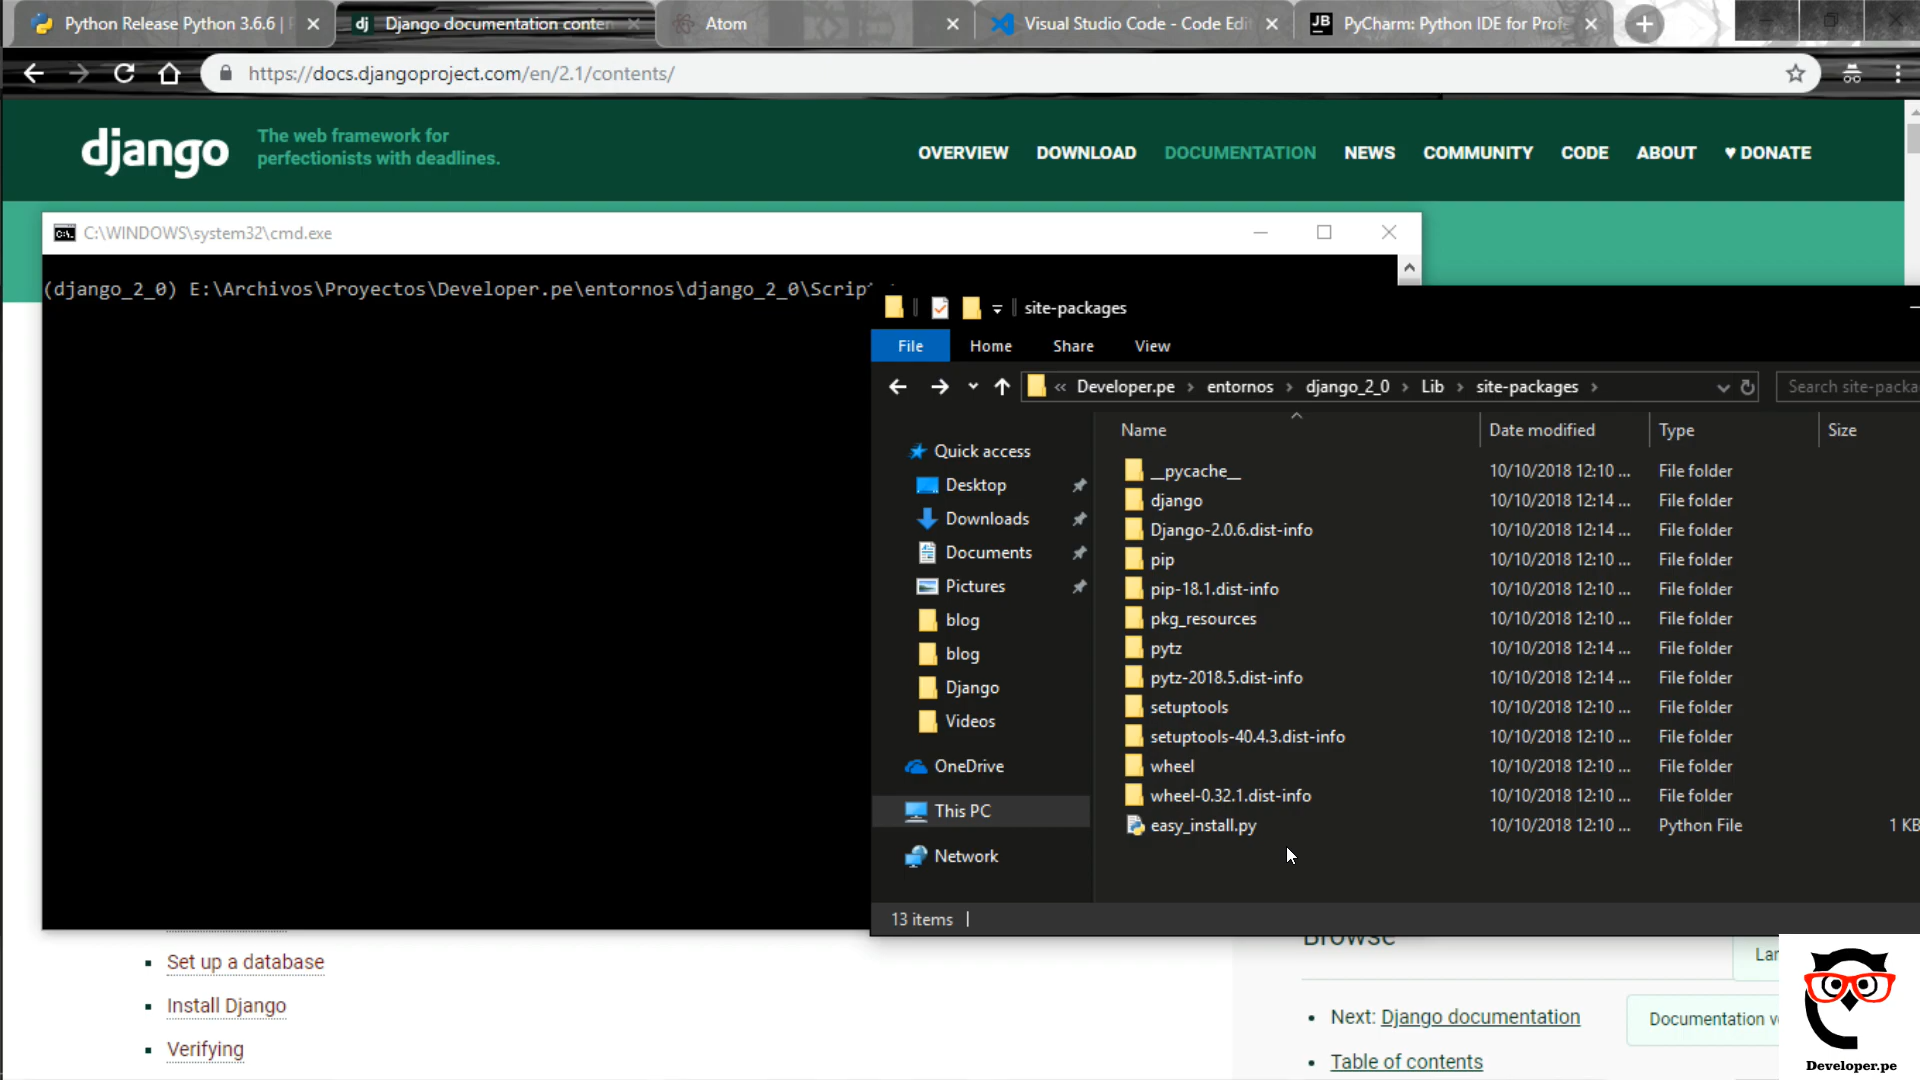 Python Release Python 3.6.6 |
Django documentation conten
Atom
Visual Studio Code - Code Edit
PyCharm: Python IDE for Profe
https://docs.djangoproject.com/en/2.1/contents/
django
The web framework for
perfectionists with deadlines.
OVERVIEW DOWNLOAD DOCUMENTATION NEWS COMMUNITY CODE ABOUT ♥ DONATE
C:\WINDOWS\system32\cmd.exe
(django_2_0) E:\Archivos\Proyectos\Developer.pe\entornos\django_2_0\Script
site-packages
File Home Share View
« Developer.pe › entornos › django_2_0 › Lib › site-packages ›
Search site-packa
Name Date modified Type Size
Quick access
Desktop
Downloads
Documents
Pictures
blog
blog
Django
Videos
OneDrive
This PC
Network
__pycache__ 10/10/2018 12:10 ... File folder
django 10/10/2018 12:14 ... File folder
Django-2.0.6.dist-info 10/10/2018 12:14 ... File folder
pip 10/10/2018 12:10 ... File folder
pip-18.1.dist-info 10/10/2018 12:10 ... File folder
pkg_resources 10/10/2018 12:10 ... File folder
pytz 10/10/2018 12:14 ... File folder
pytz-2018.5.dist-info 10/10/2018 12:14 ... File folder
setuptools 10/10/2018 12:10 ... File folder
setuptools-40.4.3.dist-info 10/10/2018 12:10 ... File folder
wheel 10/10/2018 12:10 ... File folder
wheel-0.32.1.dist-info 10/10/2018 12:10 ... File folder
easy_install.py 10/10/2018 12:10 ... Python File 1 KB
13 items
Set up a database
Install Django
Verifying
Browse
Lan
Next: Django documentation
Documentation ve
Table of contents
Developer.pe